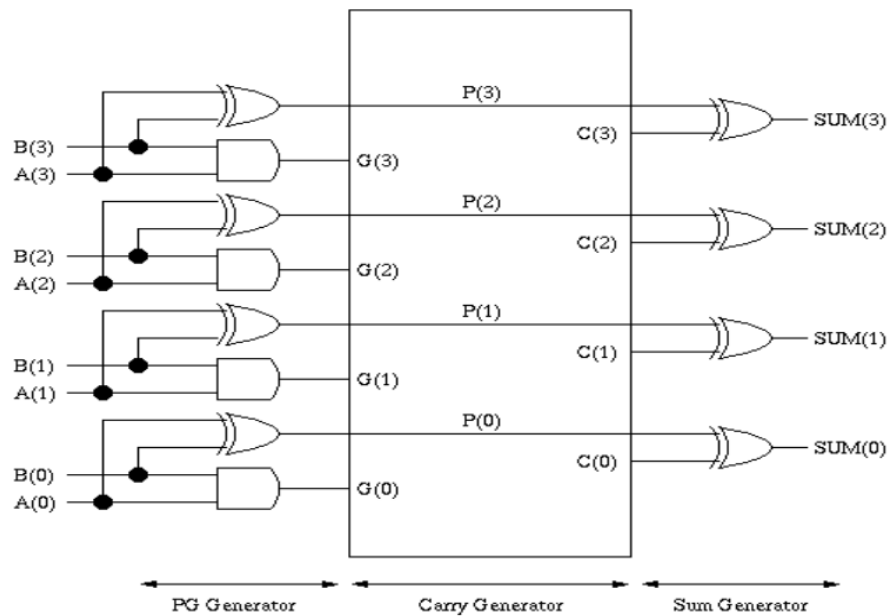 P(3)
SUM(3)
C(3)
B(3)
G(3)
A(3)
P(2)
SUM(2)
C(2)
B(2)
G(2)
A(2)
P(1)
SUM(1)
C(1)
B(1)
G(1)
A(1)
P(0)
SUM(0)
C(0)
B(0)
G(0)
A(0)
PG Generator Carry Generator Sum Generator